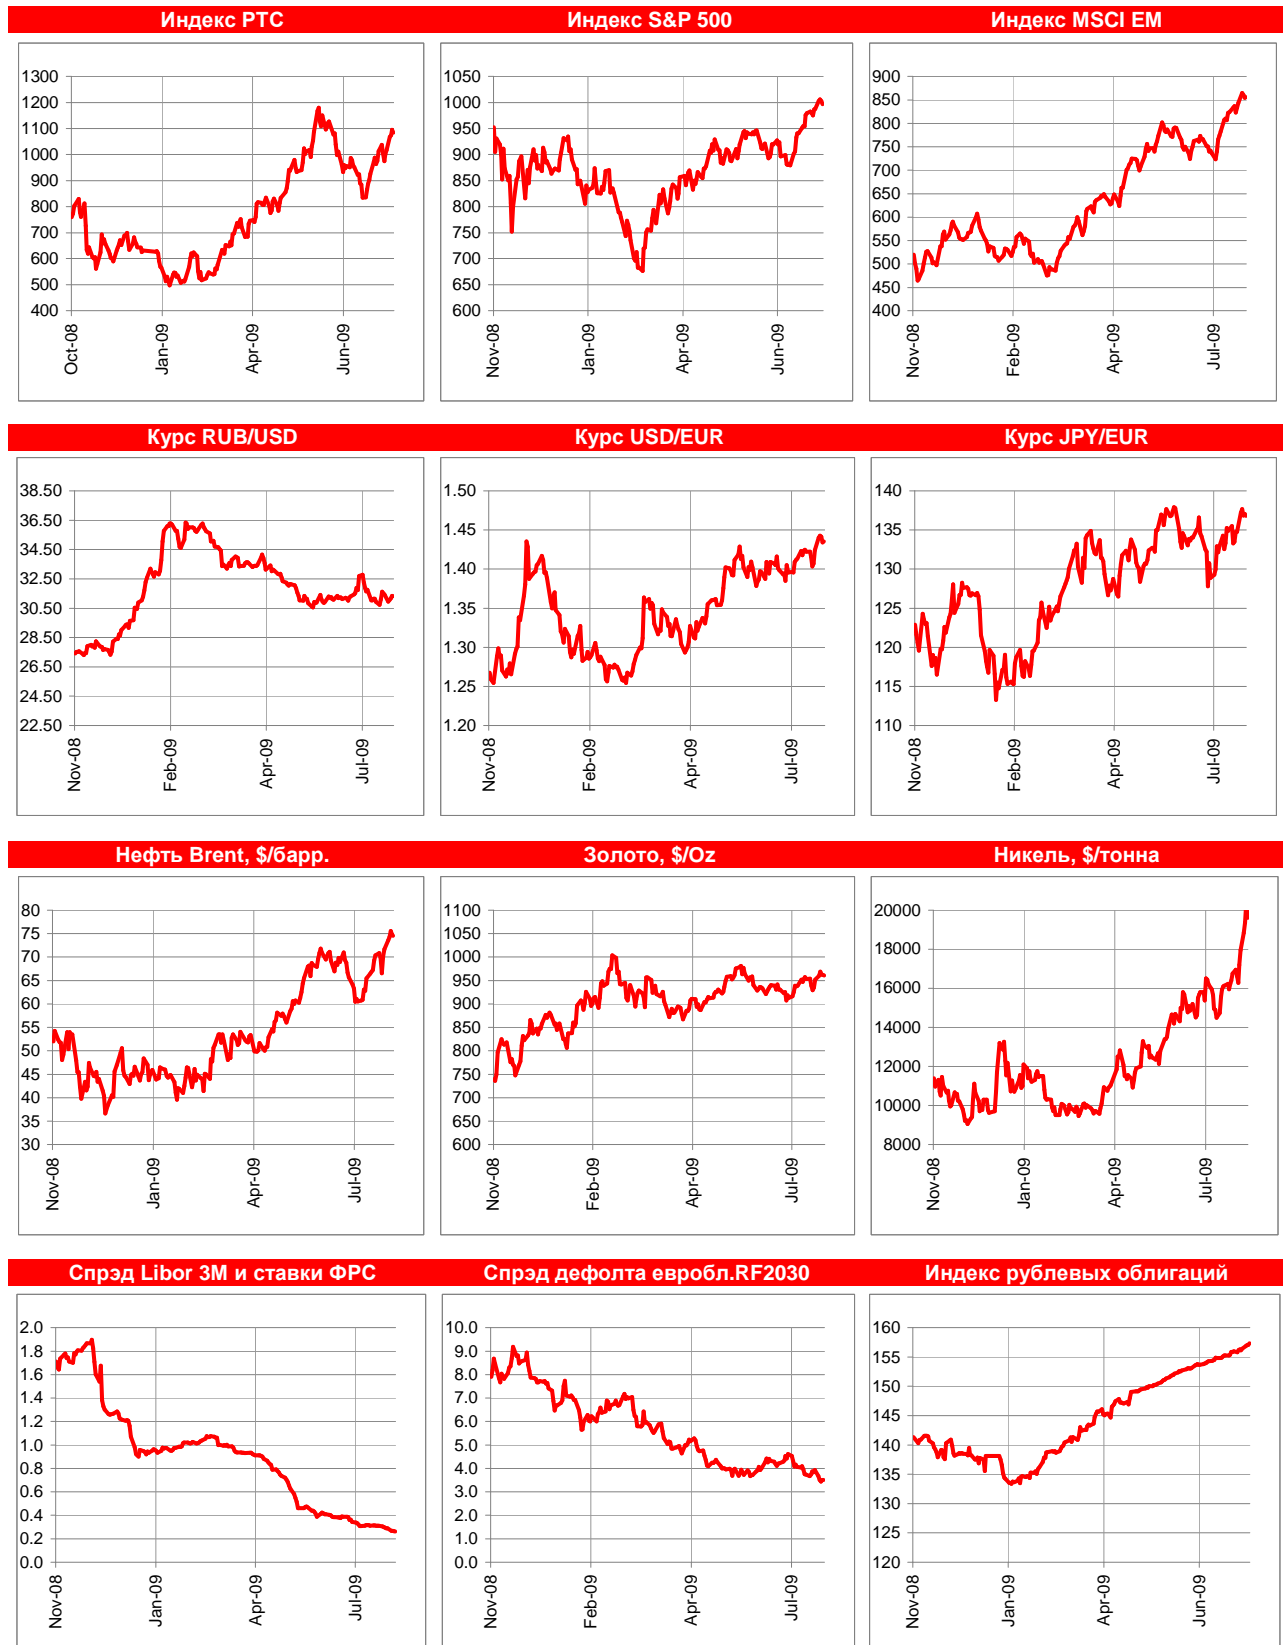 Индекс РТС
1300
1200
1100
1000
900
800
700
600
500
400
Oct-08
Jan-09
Apr-09
Jun-09
Индекс S&P 500
1050
1000
950
900
850
800
750
700
650
600
Nov-08
Jan-09
Apr-09
Jun-09
Индекс MSCI EM
900
850
800
750
700
650
600
550
500
450
400
Nov-08
Feb-09
Apr-09
Jul-09
Курс RUB/USD
38.50
36.50
34.50
32.50
30.50
28.50
26.50
24.50
22.50
Nov-08
Feb-09
Apr-09
Jul-09
Курс USD/EUR
1.50
1.45
1.40
1.35
1.30
1.25
1.20
Nov-08
Feb-09
Apr-09
Jul-09
Курс JPY/EUR
140
135
130
125
120
115
110
Nov-08
Feb-09
Apr-09
Jul-09
Нефть Brent, $/барр.
80
75
70
65
60
55
50
45
40
35
30
Nov-08
Jan-09
Apr-09
Jul-09
Золото, $/Oz
1100
1050
1000
950
900
850
800
750
700
650
600
Nov-08
Feb-09
Apr-09
Jul-09
Никель, $/тонна
20000
18000
16000
14000
12000
10000
8000
Nov-08
Jan-09
Apr-09
Jul-09
Спрэд Libor 3M и ставки ФРС
2.0
1.8
1.6
1.4
1.2
1.0
0.8
0.6
0.4
0.2
0.0
Nov-08
Jan-09
Apr-09
Jul-09
Спрэд дефолта евробл.RF2030
10.0
9.0
8.0
7.0
6.0
5.0
4.0
3.0
2.0
1.0
0.0
Nov-08
Feb-09
Apr-09
Jul-09
Индекс рублевых облигаций
160
155
150
145
140
135
130
125
120
Nov-08
Jan-09
Apr-09
Jun-09